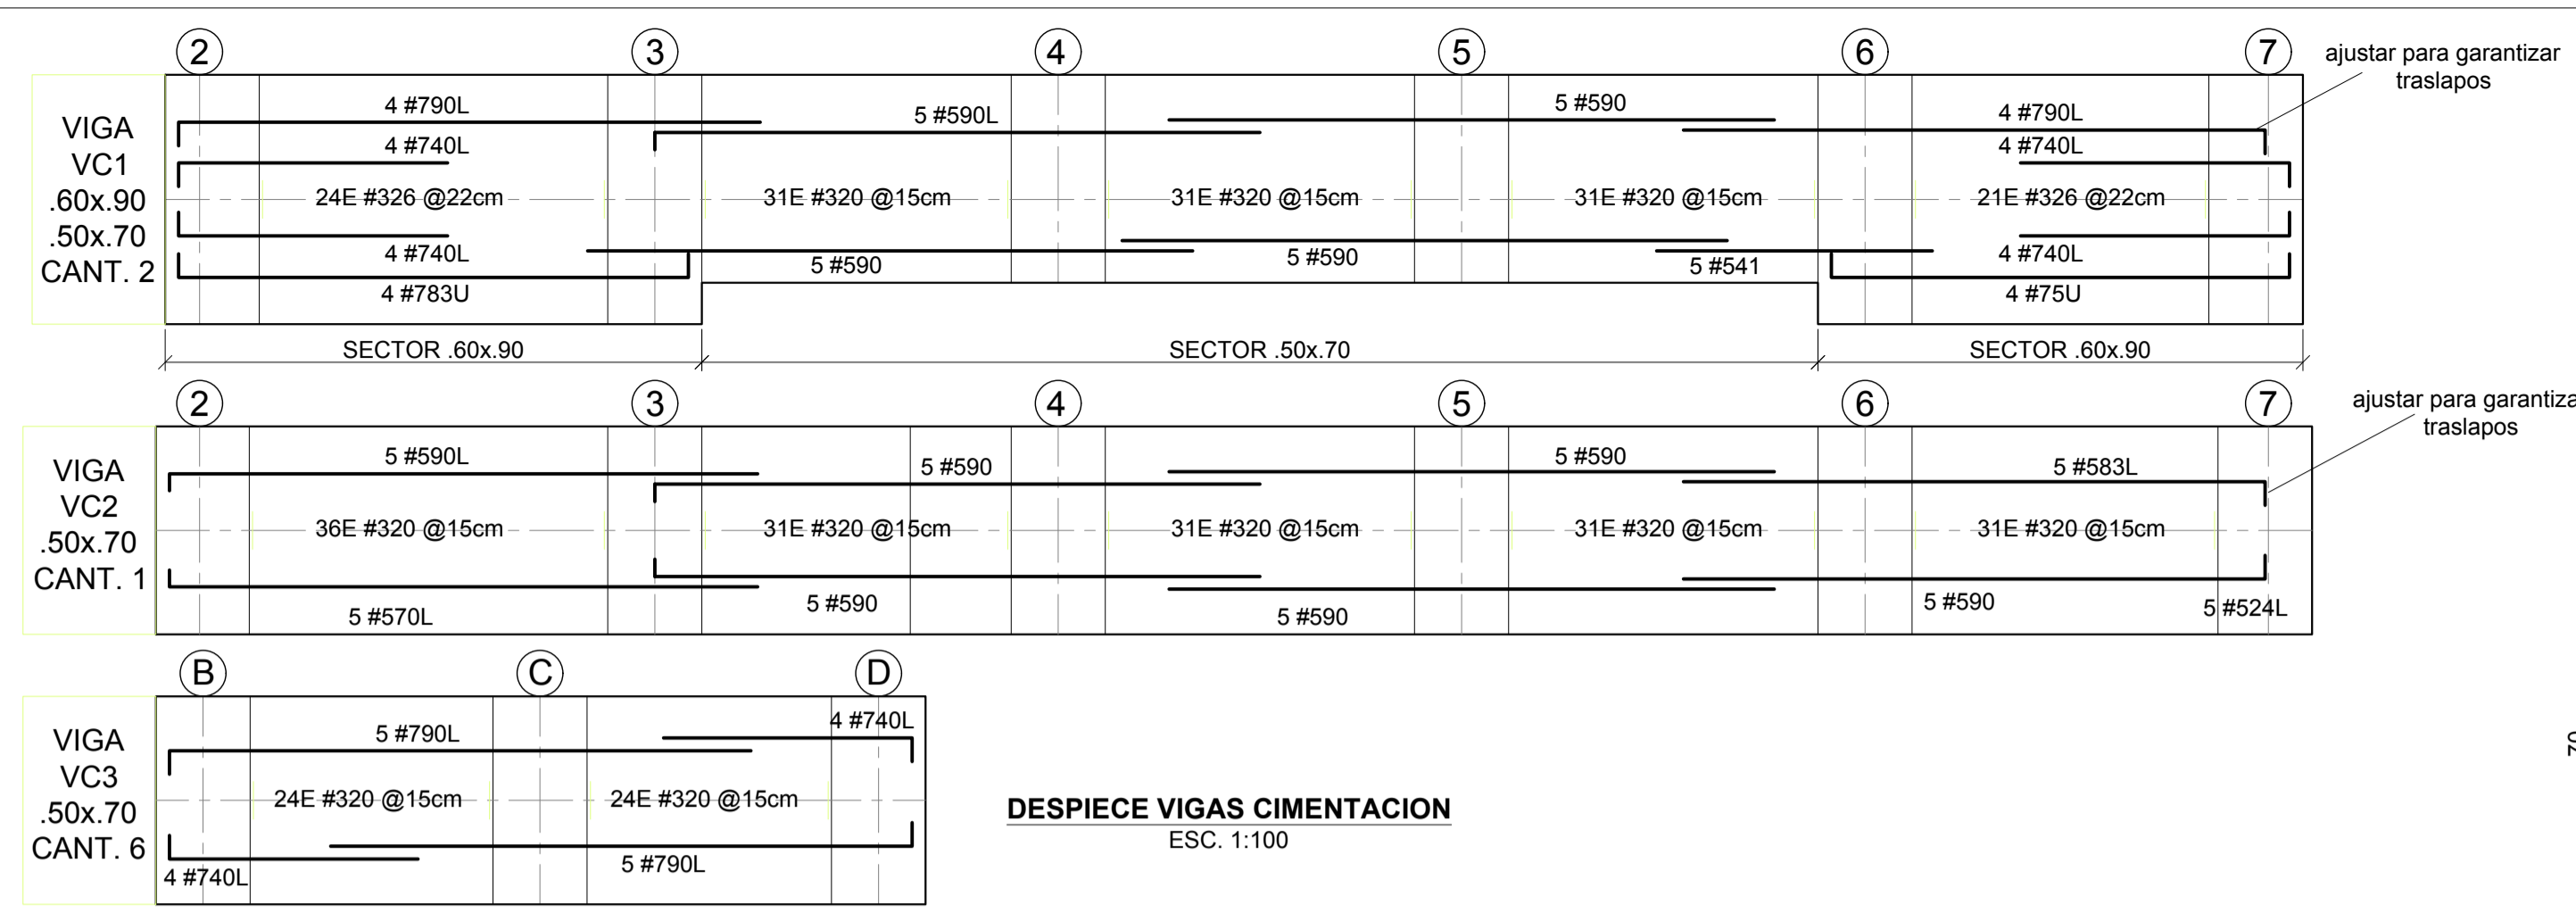 2 3 4 5 6 7
ajustar para garantizar
traslapos
VIGA
VC1
.60x.90
.50x.70
CANT. 2
4 #790L
5 #590L
5 #590
4 #790L
4 #740L
4 #740L
24E #326 @22cm
31E #320 @15cm
31E #320 @15cm
31E #320 @15cm
21E #326 @22cm
4 #740L
5 #590
5 #590
5 #541
4 #740L
4 #783U
4 #75U
SECTOR .60x.90
SECTOR .50x.70
SECTOR .60x.90
2 3 4 5 6 7
ajustar para garantiza
traslapos
VIGA
VC2
.50x.70
CANT. 1
5 #590L
5 #590
5 #590
5 #583L
36E #320 @15cm
31E #320 @15cm
31E #320 @15cm
31E #320 @15cm
31E #320 @15cm
5 #570L
5 #590
5 #590
5 #590
5 #524L
B C D
VIGA
VC3
.50x.70
CANT. 6
5 #790L
4 #740L
24E #320 @15cm
24E #320 @15cm
4 #740L
5 #790L
DESPIECE VIGAS CIMENTACION
ESC. 1:100